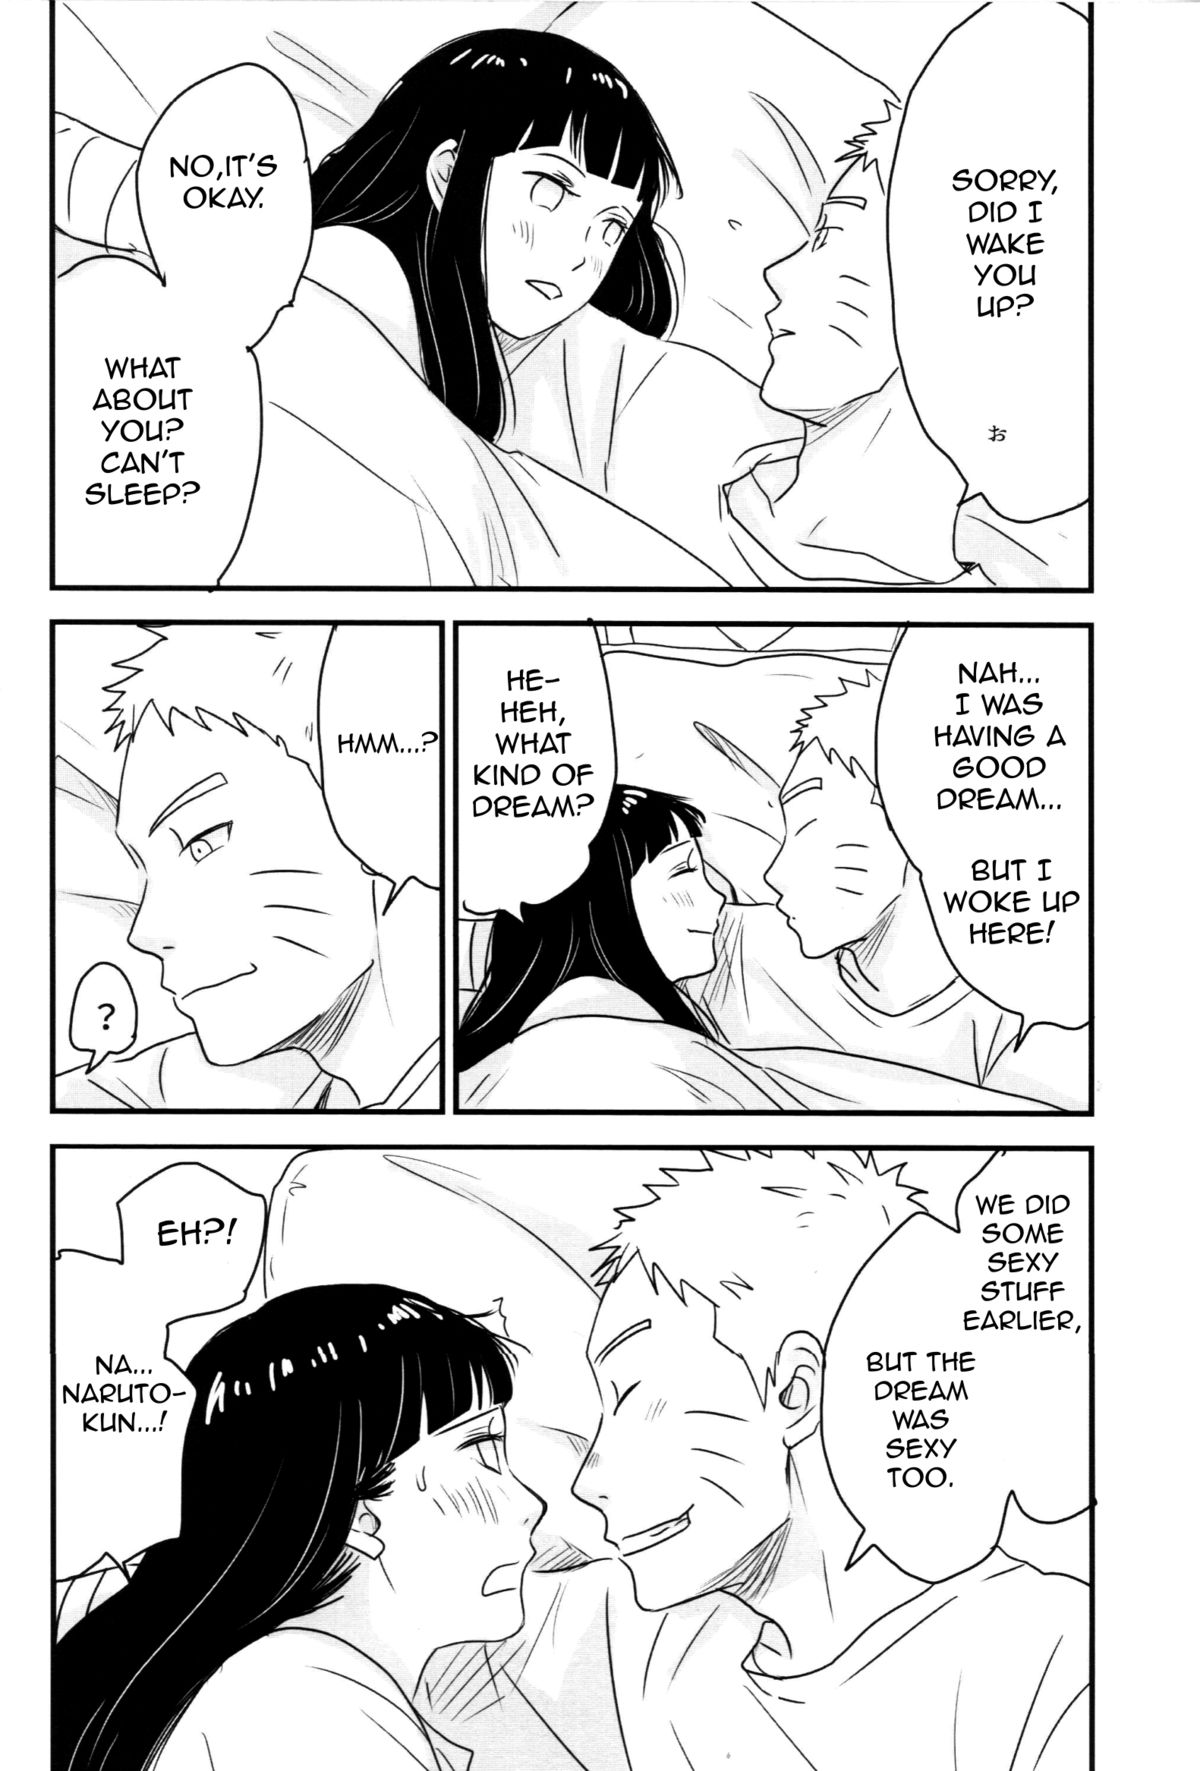 SORRY,
DID I
WAKE
YOU
UP?
お
NO,IT'S
OKAY.
WHAT
ABOUT
YOU?
CAN'T
SLEEP?
NAH...
I WAS
HAVING A
GOOD
DREAM...
BUT I
WOKE UP
HERE!
HE-
HEH,
WHAT
KIND OF
DREAM?
HMM...?
?
WE DID
SOME
SEXY
STUFF
EARLIER,
BUT THE
DREAM
WAS
SEXY
TOO.
EH?!
NA...
NARUTO-
KUN...!